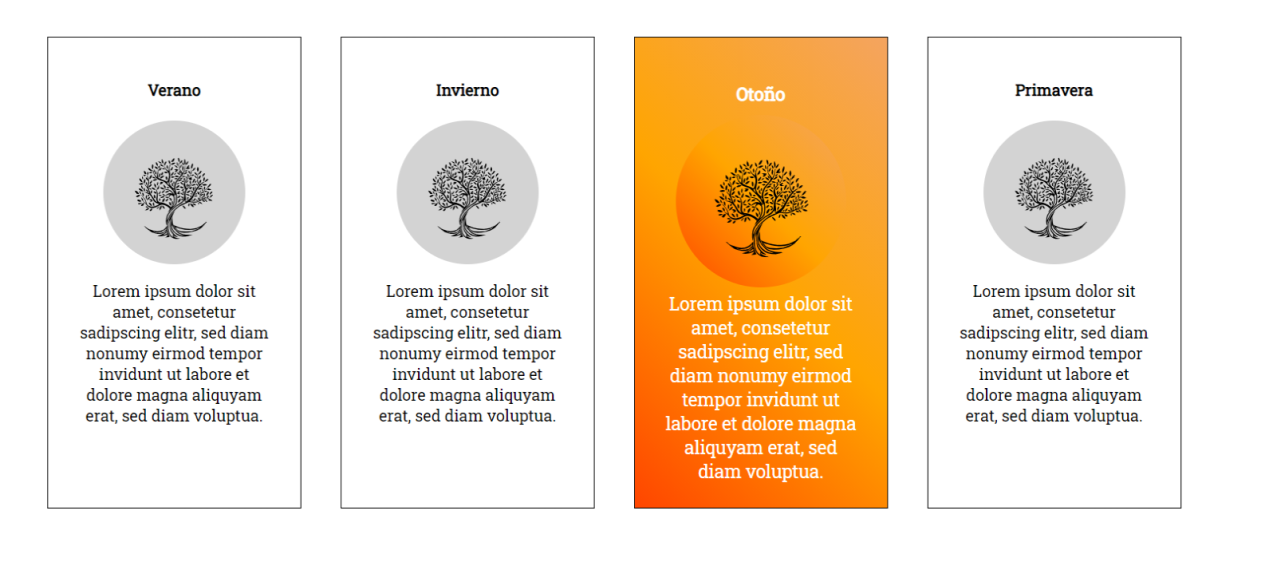 Verano
Lorem ipsum dolor sit
amet, consetetur
sadipscing elitr, sed diam
nonumy eirmod tempor
invidunt ut labore et
dolore magna aliquyam
erat, sed diam voluptua.
Invierno
Lorem ipsum dolor sit
amet, consetetur
sadipscing elitr, sed diam
nonumy eirmod tempor
invidunt ut labore et
dolore magna aliquyam
erat, sed diam voluptua.
Otoño
Lorem ipsum dolor sit
amet, consetetur
sadipscing elitr, sed
diam nonumy eirmod
tempor invidunt ut
labore et dolore magna
aliquyam erat, sed
diam voluptua.
Primavera
Lorem ipsum dolor sit
amet, consetetur
sadipscing elitr, sed diam
nonumy eirmod tempor
invidunt ut labore et
dolore magna aliquyam
erat, sed diam voluptua.